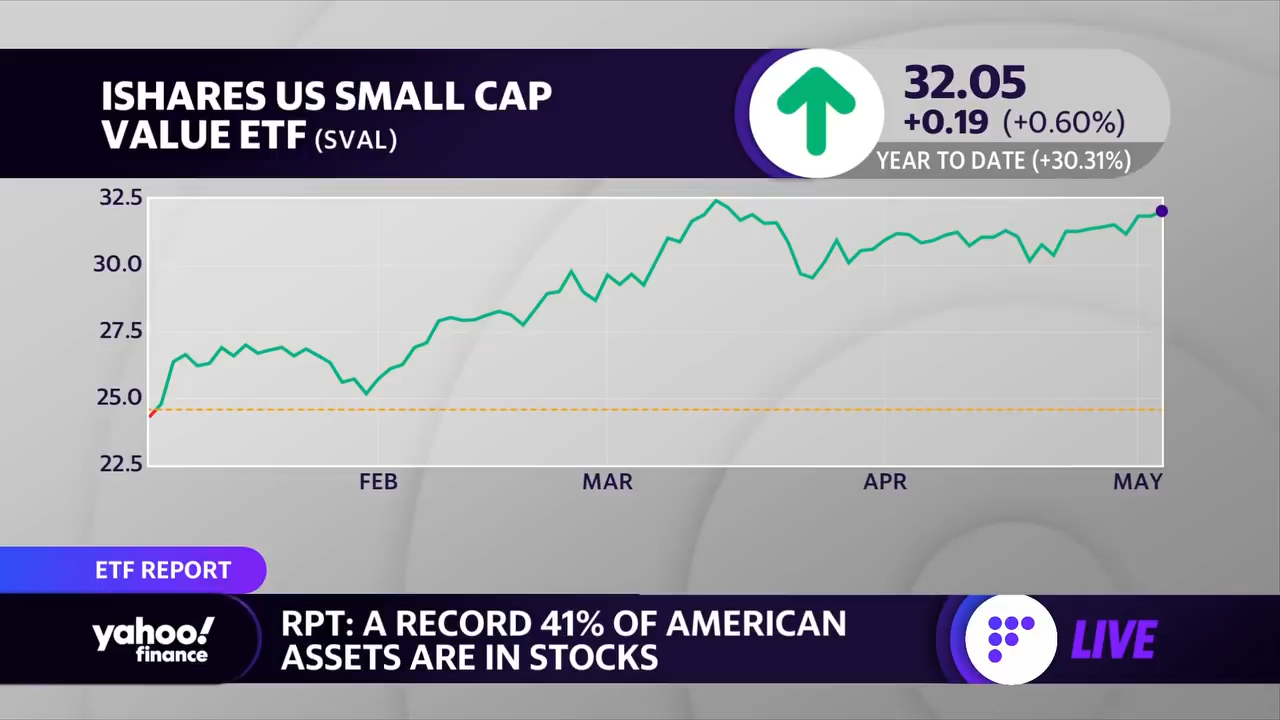 ISHARES US SMALL CAP
VALUE ETF (SVAL)
32.05
+0.19 (+0.60%)
YEAR TO DATE (+30.31%)
32.5
30.0
27.5
25.0
22.5
FEB MAR APR MAY
ETF REPORT
yahoo!
finance
RPT: A RECORD 41% OF AMERICAN
ASSETS ARE IN STOCKS
LIVE